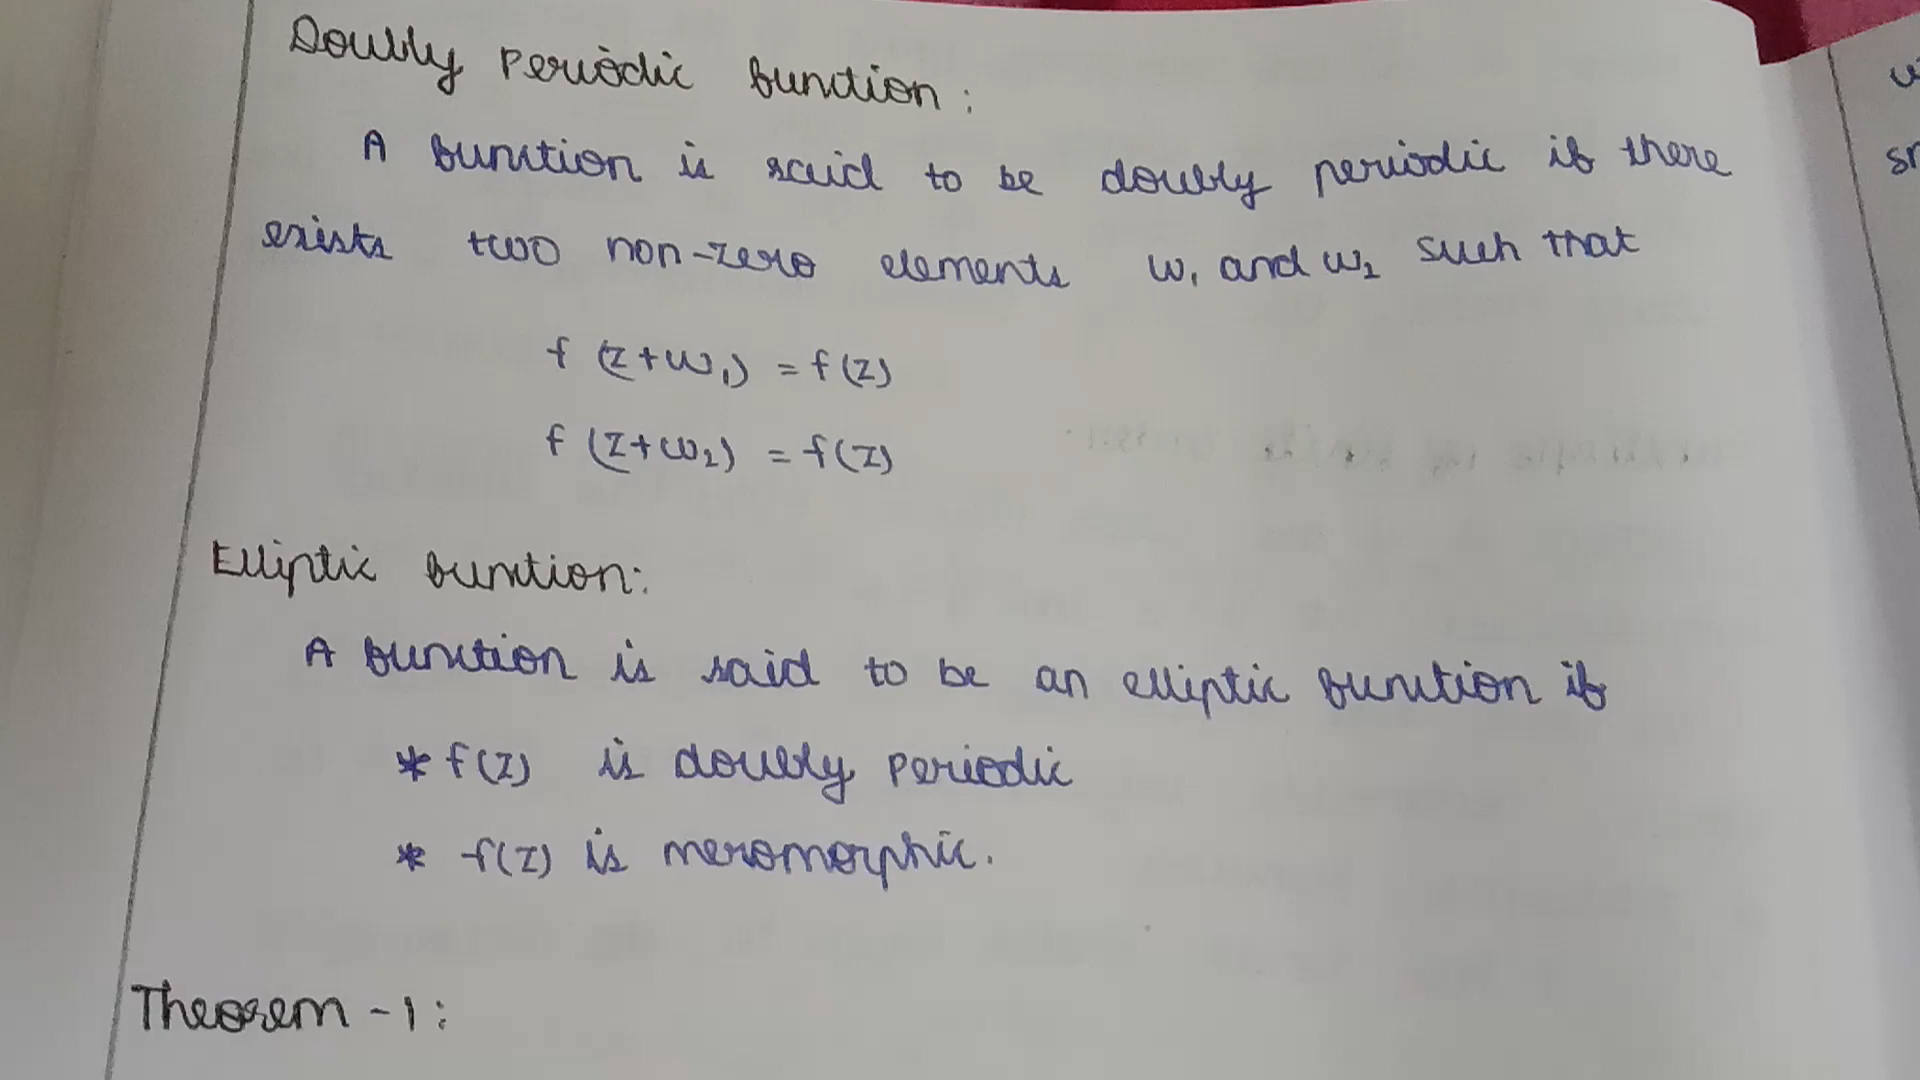 Doubly Periodic function:
A function is said to be doubly periodic if there
exists two non-zero elements ω₁ and ω₂ such that
f (z+ω₁) = f(z)
f (z+ω₂) = f(z)
Elliptic function:
A function is said to be an elliptic function if
* f(z) is doubly periodic
* f(z) is meromorphic.
Theorem -1: